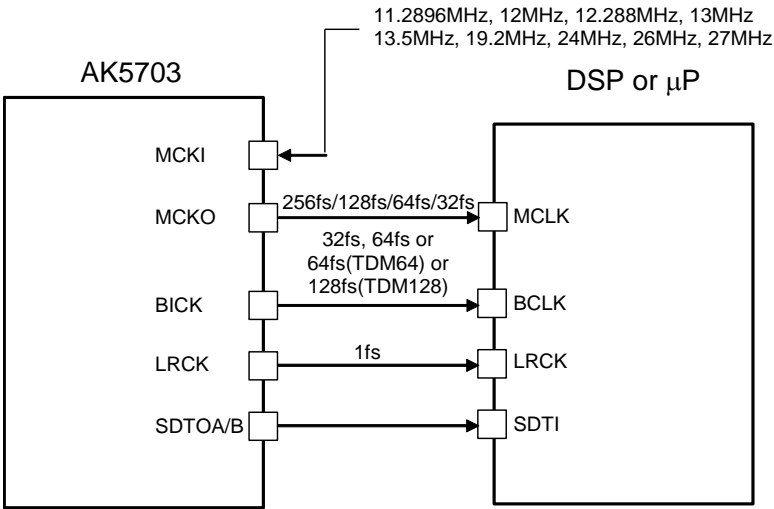 11.2896MHz, 12MHz, 12.288MHz, 13MHz
13.5MHz, 19.2MHz, 24MHz, 26MHz, 27MHz
AK5703
DSP or μP
MCKI
MCKO
256fs/128fs/64fs/32fs
MCLK
32fs, 64fs or
64fs(TDM64) or
128fs(TDM128)
BICK
BCLK
LRCK
1fs
LRCK
SDTOA/B
SDTI